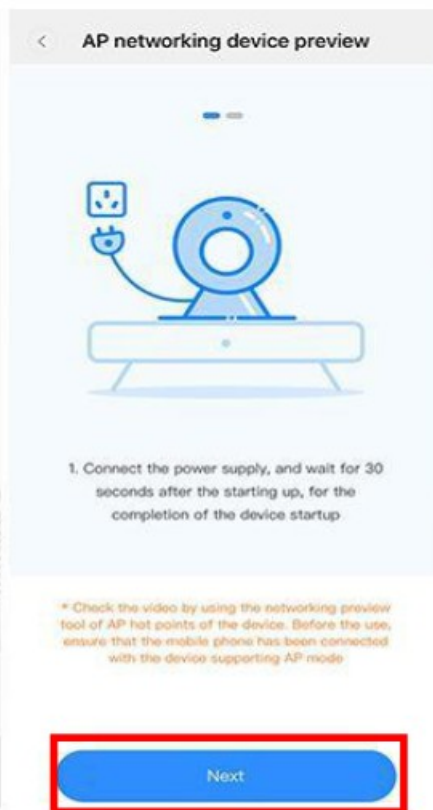 AP networking device preview
1. Connect the power supply, and wait for 30
seconds after the starting up, for the
completion of the device startup
* Check the video by using the networking preview
tool of AP hot points of the device. Before the use,
ensure that the mobile phone has been connected
with the device supporting AP mode
Next